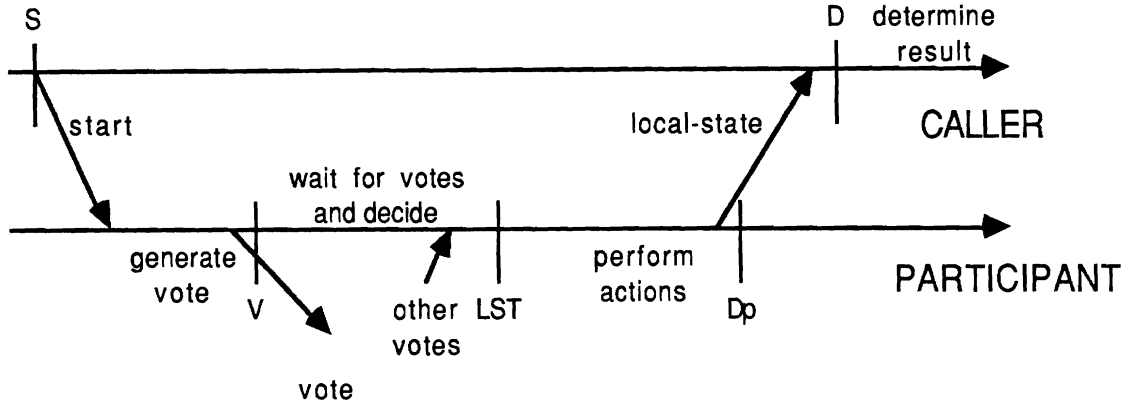 S
D determine
result
start
local-state
CALLER
wait for votes
and decide
generate
vote
V
other
votes
LST
perform
actions
Dp
PARTICIPANT
vote